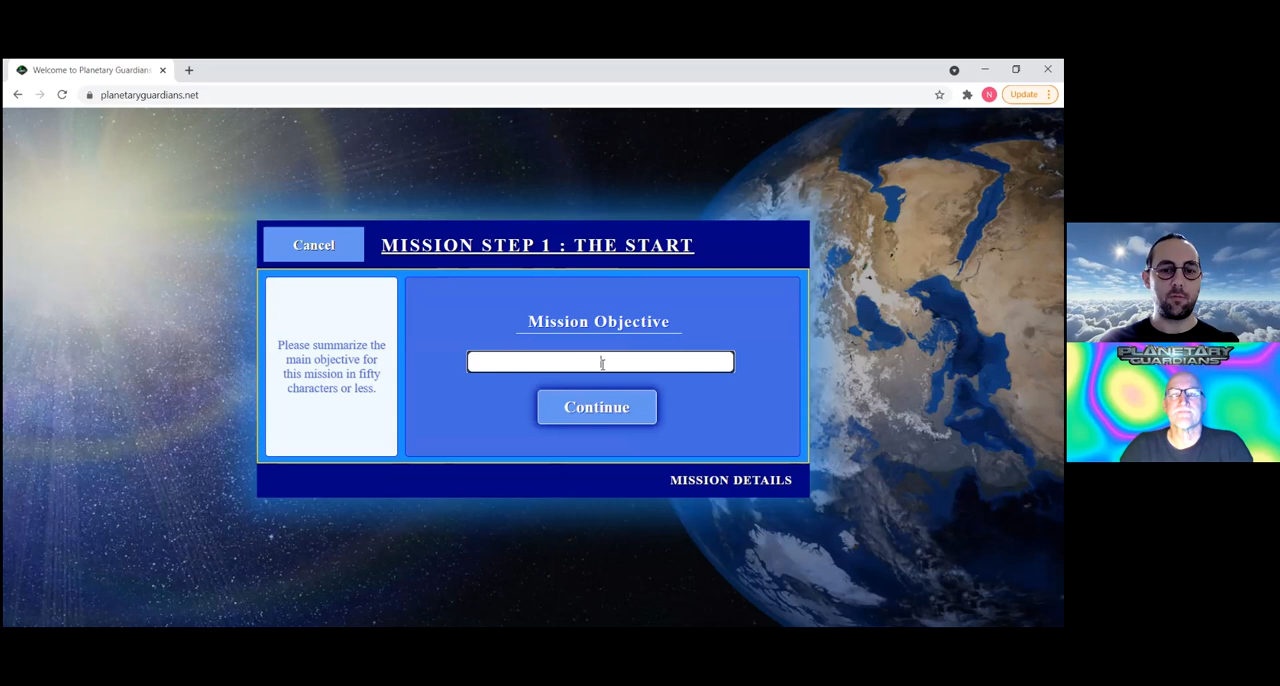 Welcome to Planetary Guardians
planetaryguardians.net
N
Update
Cancel
MISSION STEP 1 : THE START
Please summarize the
main objective for
this mission in fifty
characters or less.
Mission Objective
Continue
MISSION DETAILS
PLANETARY
GUARDIANS